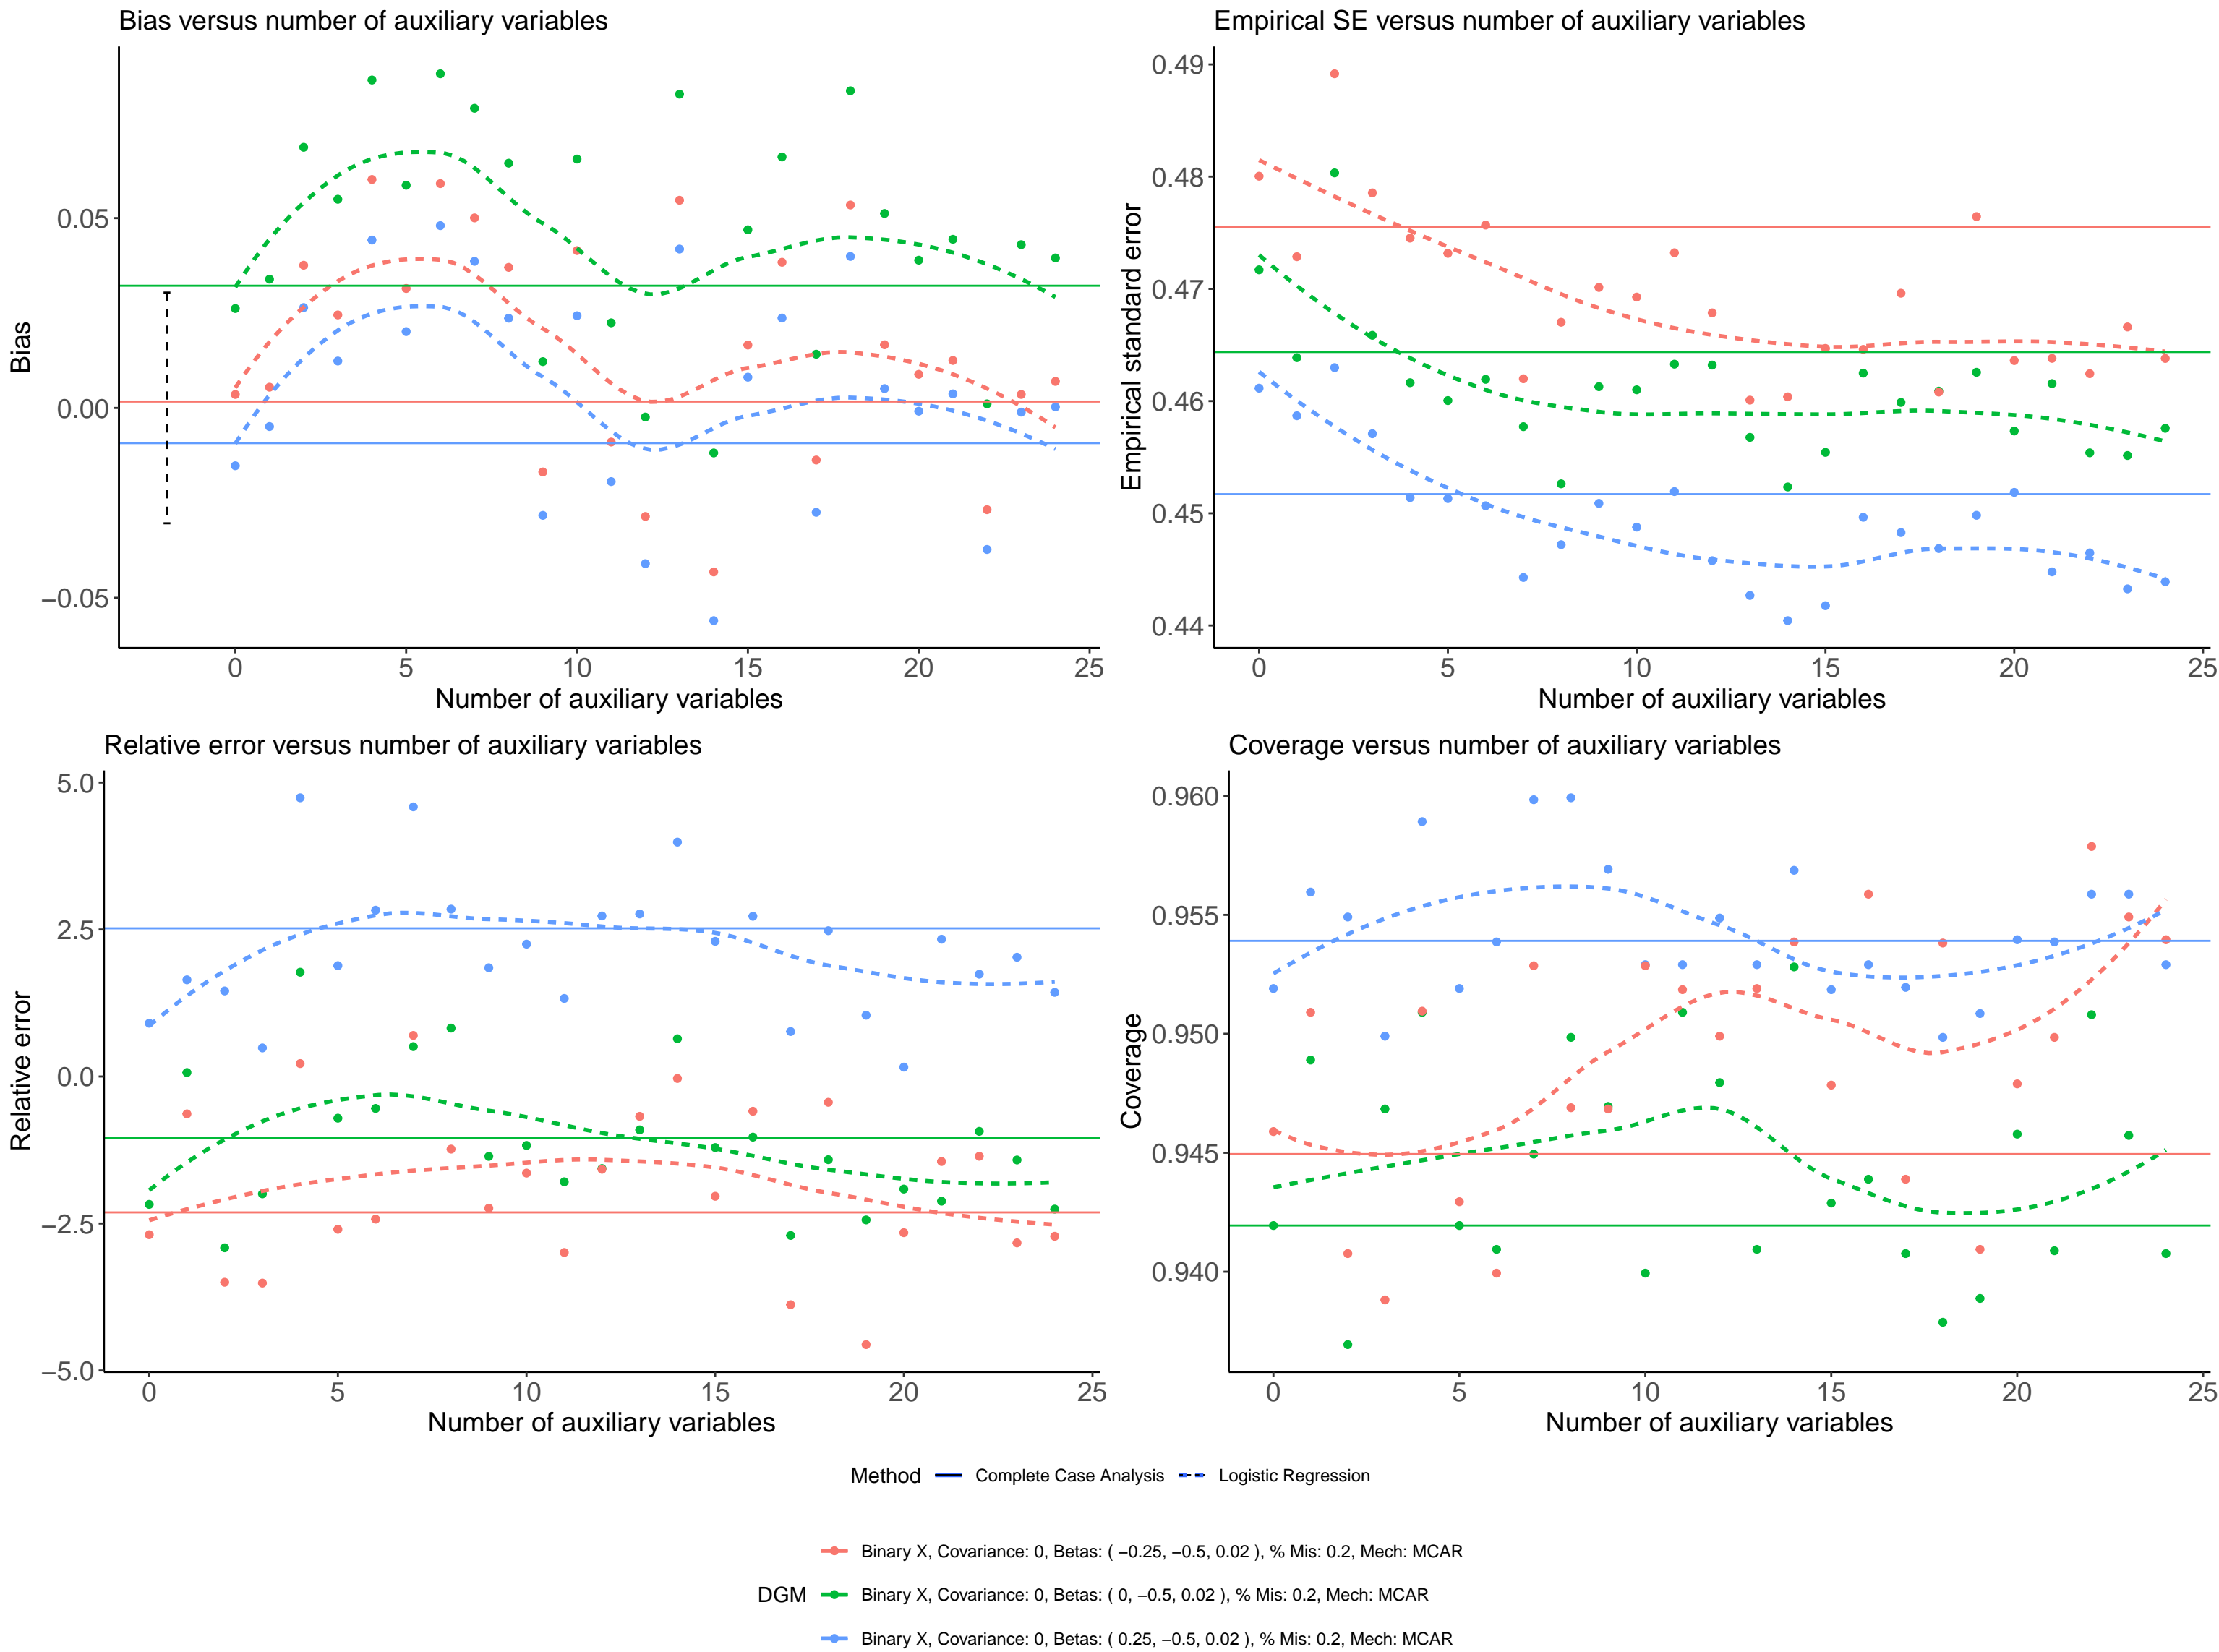 Bias versus number of auxiliary variables
Bias
0.05
0.00
−0.05
0 5 10 15 20 25
Number of auxiliary variables
Empirical SE versus number of auxiliary variables
Empirical standard error
0.49
0.48
0.47
0.46
0.45
0.44
0 5 10 15 20 25
Number of auxiliary variables
Relative error versus number of auxiliary variables
Relative error
5.0
2.5
0.0
−2.5
−5.0
0 5 10 15 20 25
Number of auxiliary variables
Coverage versus number of auxiliary variables
Coverage
0.960
0.955
0.950
0.945
0.940
0 5 10 15 20 25
Number of auxiliary variables
Method Complete Case Analysis Logistic Regression
DGM
Binary X, Covariance: 0, Betas: ( −0.25, −0.5, 0.02 ), % Mis: 0.2, Mech: MCAR
Binary X, Covariance: 0, Betas: ( 0, −0.5, 0.02 ), % Mis: 0.2, Mech: MCAR
Binary X, Covariance: 0, Betas: ( 0.25, −0.5, 0.02 ), % Mis: 0.2, Mech: MCAR